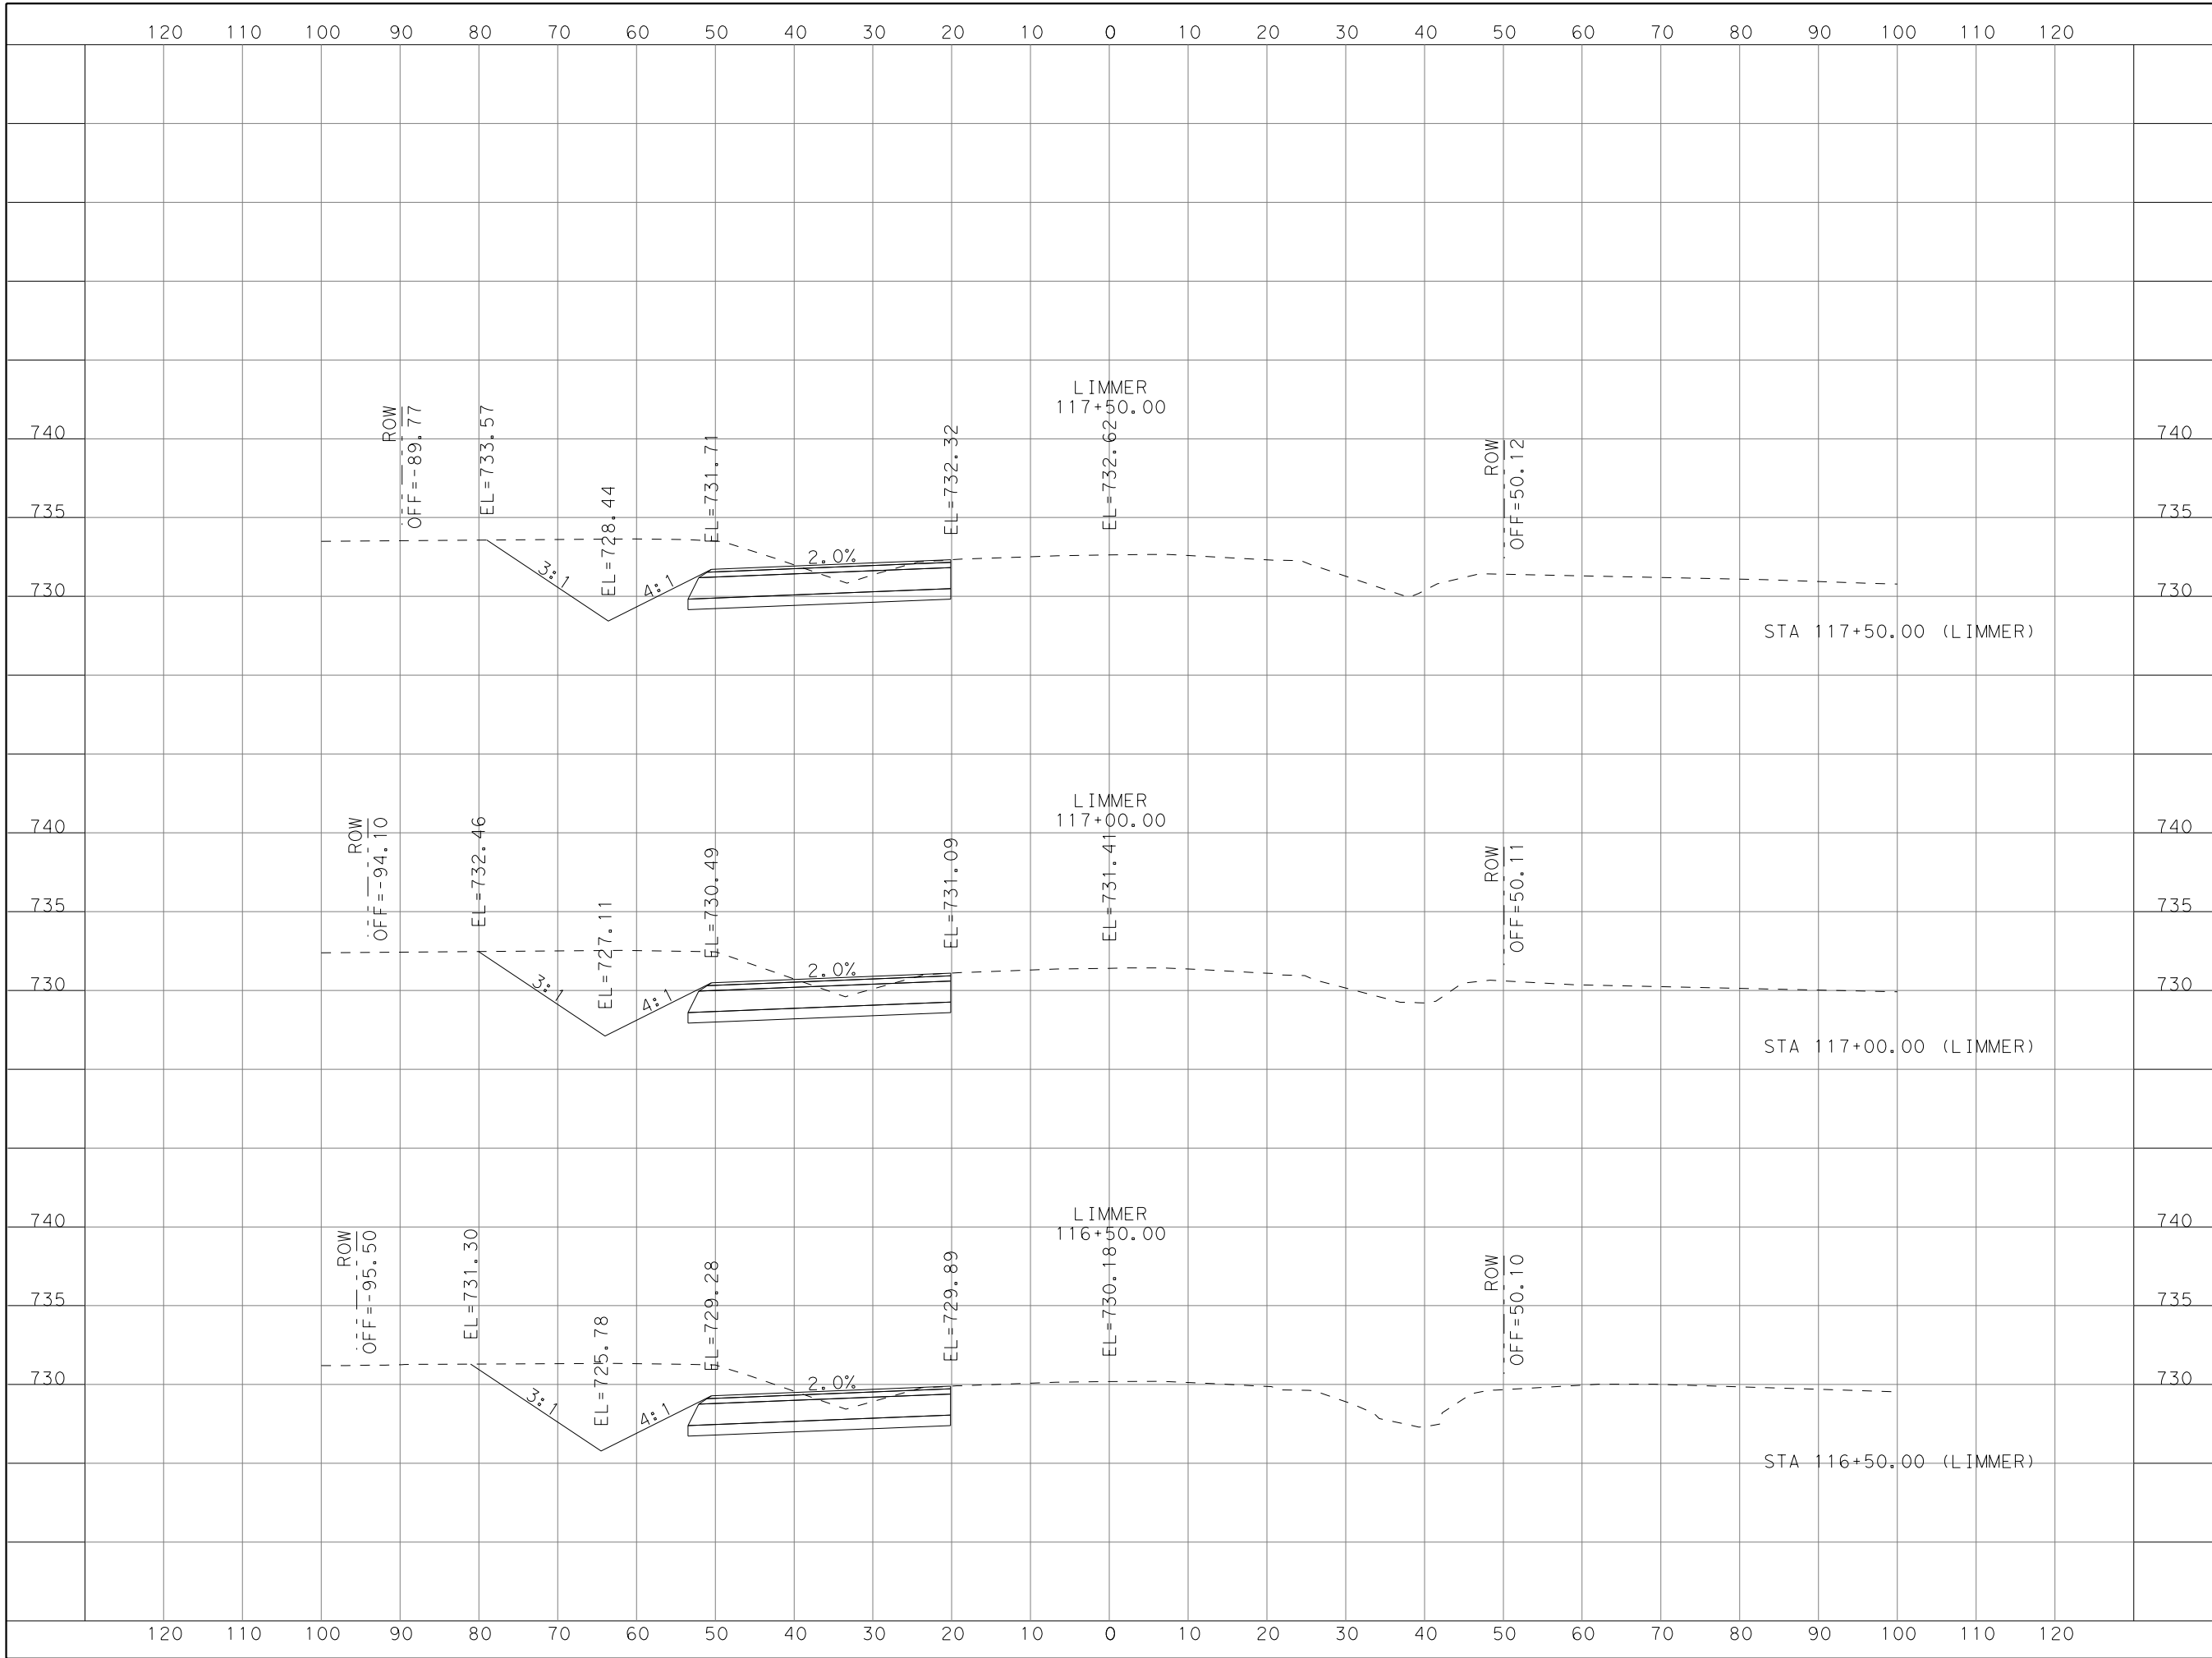 120 110 100 90 80 70 60 50 40 30 20 10 0 10 20 30 40 50 60 70 80 90 100 110 120
LIMMER
117+50.00
ROW
OFF=-89.77
EL=733.57
EL=728.44
EL=731.71
EL=732.32
EL=732.62
ROW
OFF=50.12
740 740
735 735
730 730
3:1
4:1
2.0%
STA 117+50.00 (LIMMER)
LIMMER
117+00.00
ROW
OFF=-94.10
EL=732.46
EL=727.11
EL=730.49
EL=731.09
EL=731.41
ROW
OFF=50.11
740 740
735 735
730 730
3:1
4:1
2.0%
STA 117+00.00 (LIMMER)
LIMMER
116+50.00
ROW
OFF=-95.50
EL=731.30
EL=725.78
EL=729.28
EL=729.89
EL=730.18
ROW
OFF=50.10
740 740
735 735
730 730
3:1
4:1
2.0%
STA 116+50.00 (LIMMER)
120 110 100 90 80 70 60 50 40 30 20 10 0 10 20 30 40 50 60 70 80 90 100 110 120